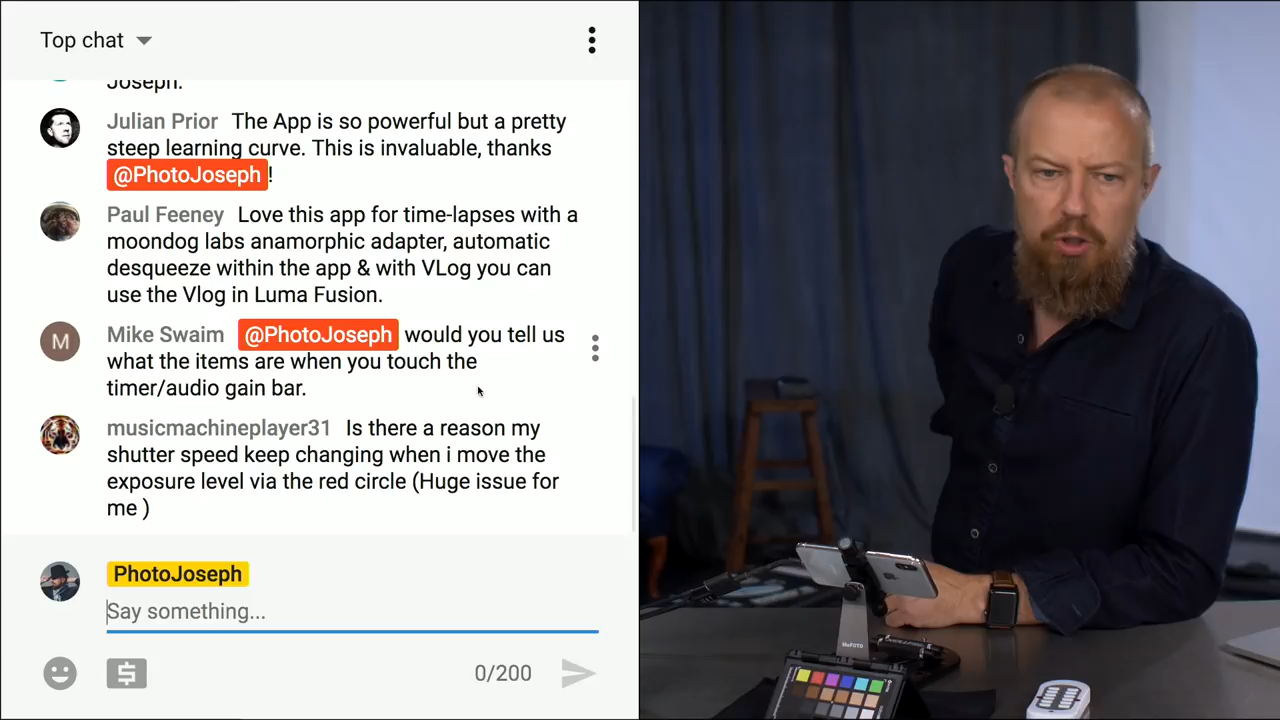 Top chat
Joseph.
Julian Prior The App is so powerful but a pretty
steep learning curve. This is invaluable, thanks
@PhotoJoseph!
Paul Feeney Love this app for time-lapses with a
moondog labs anamorphic adapter, automatic
desqueeze within the app & with VLog you can
use the Vlog in Luma Fusion.
Mike Swaim @PhotoJoseph would you tell us
M
what the items are when you touch the
timer/audio gain bar.
musicmachineplayer31 Is there a reason my
shutter speed keep changing when i move the
exposure level via the red circle (Huge issue for
me )
PhotoJoseph
Say something...
0/200
MeFOTO